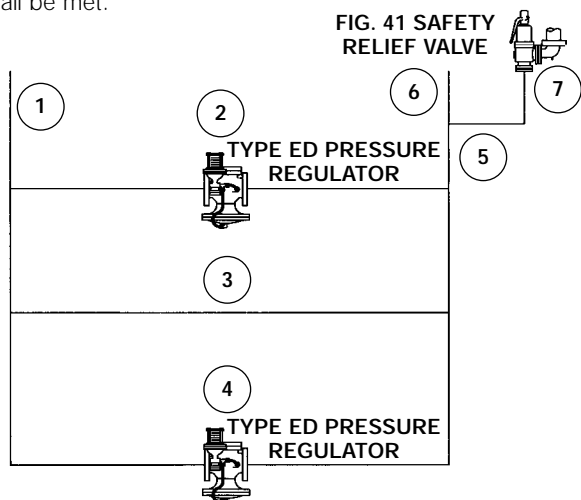 all be met.
FIG. 41 SAFETY
RELIEF VALVE
1
2
6
7
TYPE ED PRESSURE
REGULATOR
5
3
4
TYPE ED PRESSURE
REGULATOR